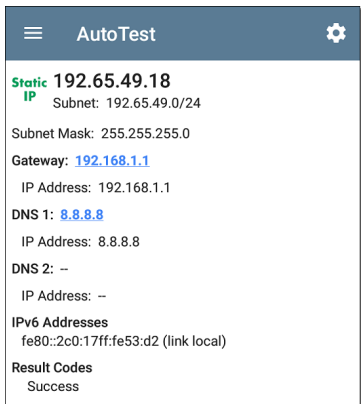 AutoTest
Static IP
192.65.49.18
Subnet: 192.65.49.0/24
Subnet Mask: 255.255.255.0
Gateway: 192.168.1.1
IP Address: 192.168.1.1
DNS 1: 8.8.8.8
IP Address: 8.8.8.8
DNS 2: --
IP Address: --
IPv6 Addresses
fe80::2c0:17ff:fe53:d2 (link local)
Result Codes
Success